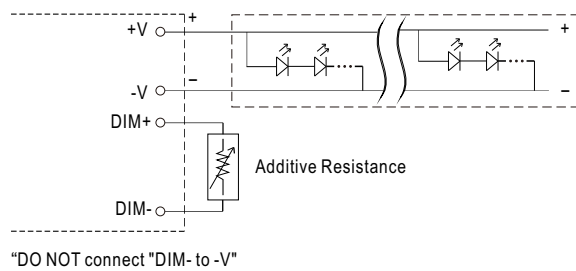 +V
+
+
-V
–
–
DIM+
Additive Resistance
DIM-
“DO NOT connect "DIM- to -V"